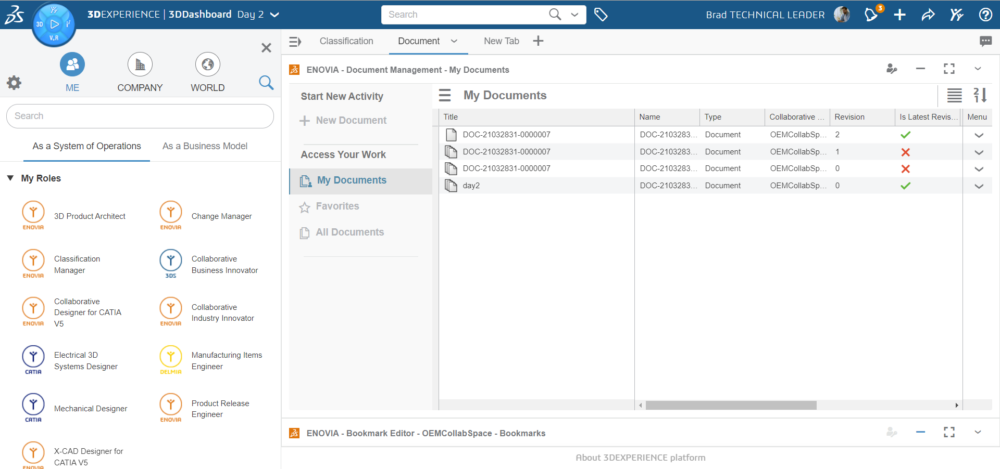 3DEXPERIENCE | 3DDashboard Day 2
Search
Brad TECHNICAL LEADER
3
3D
V.R
ME
COMPANY
WORLD
Search
As a System of Operations
As a Business Model
My Roles
ENOVIA
3D Product Architect
ENOVIA
Change Manager
ENOVIA
Classification
Manager
3DS
Collaborative
Business Innovator
ENOVIA
Collaborative
Designer for CATIA
V5
ENOVIA
Collaborative
Industry Innovator
CATIA
Electrical 3D
Systems Designer
DELMIA
Manufacturing Items
Engineer
CATIA
Mechanical Designer
ENOVIA
Product Release
Engineer
ENOVIA
X-CAD Designer for
CATIA V5
Classification
Document
New Tab
ENOVIA - Document Management - My Documents
Start New Activity
New Document
Access Your Work
My Documents
Favorites
All Documents
My Documents
2
1
Title Name Type Collaborative ... Revision Is Latest Revis... Menu
DOC-21032831-0000007 DOC-2103283... Document OEMCollabSp... 2
DOC-21032831-0000007 DOC-2103283... Document OEMCollabSp... 1
DOC-21032831-0000007 DOC-2103283... Document OEMCollabSp... 0
day2 DOC-2103283... Document OEMCollabSp... 0
ENOVIA - Bookmark Editor - OEMCollabSpace - Bookmarks
About 3DEXPERIENCE platform